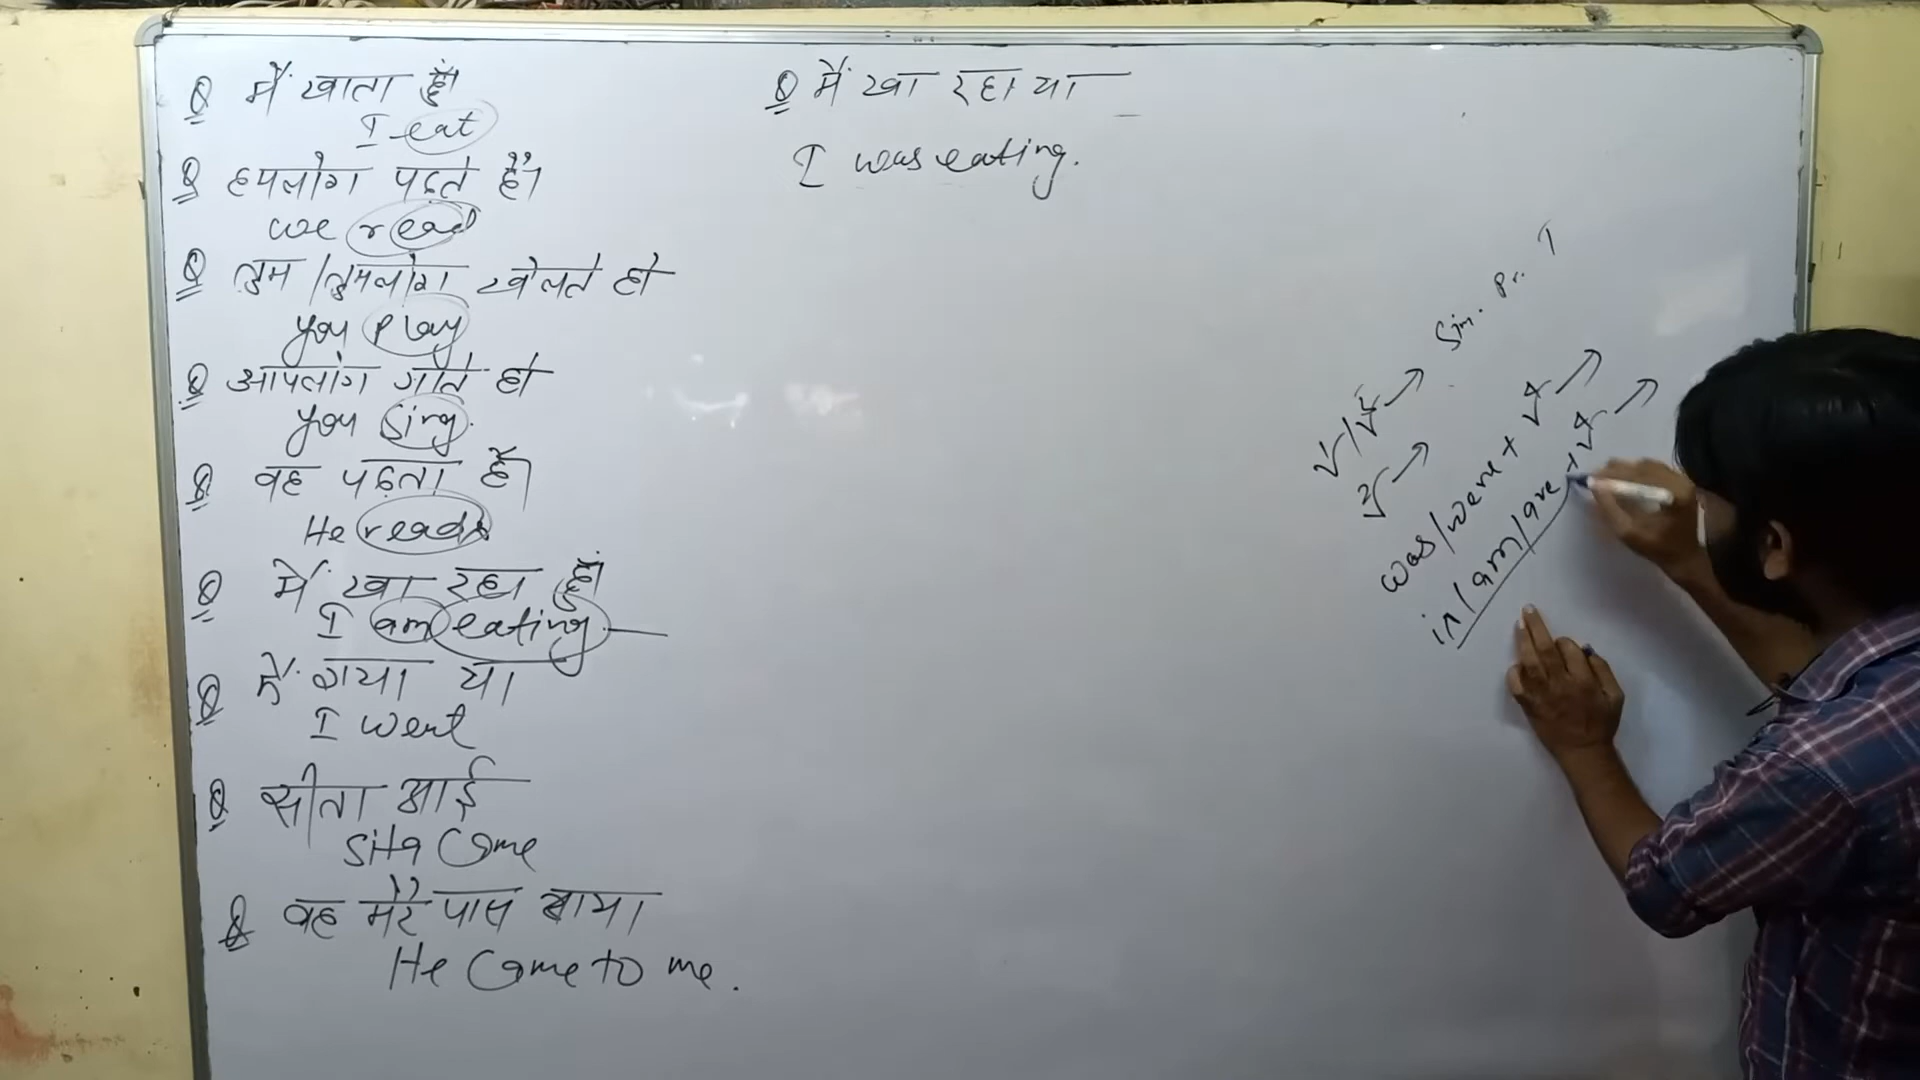 Q मैं खाता हूँ।
I eat
Q हमलोग पढ़ते हैं।
we read
Q तुम/तुमलोग खेलते हो
you play
Q आपलोग गाते हो
you sing.
Q वह पढ़ता है।
He reads
Q मैं खा रहा हूँ।
I am eating
Q मैं गया था
I went
Q सीता आई
Sita Came
Q वह मेरे पास आया
He Came to me.
Q मैं खा रहा था
I was eating.
V1/V5 → Sim. Pr. T
V2 →
was/were + V4 →
is/am/are + V4 →